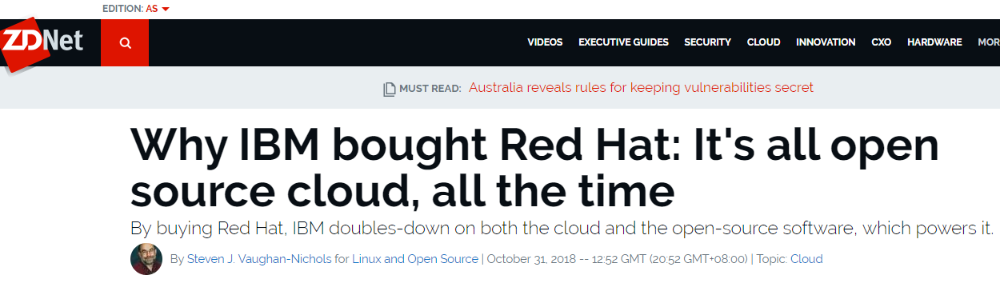 EDITION: AS
ZDNet
VIDEOS EXECUTIVE GUIDES SECURITY CLOUD INNOVATION CXO HARDWARE MOR
MUST READ: Australia reveals rules for keeping vulnerabilities secret
Why IBM bought Red Hat: It's all open
source cloud, all the time
By buying Red Hat, IBM doubles-down on both the cloud and the open-source software, which powers it.
By Steven J. Vaughan-Nichols for Linux and Open Source | October 31, 2018 -- 12:52 GMT (20:52 GMT+08:00) | Topic: Cloud